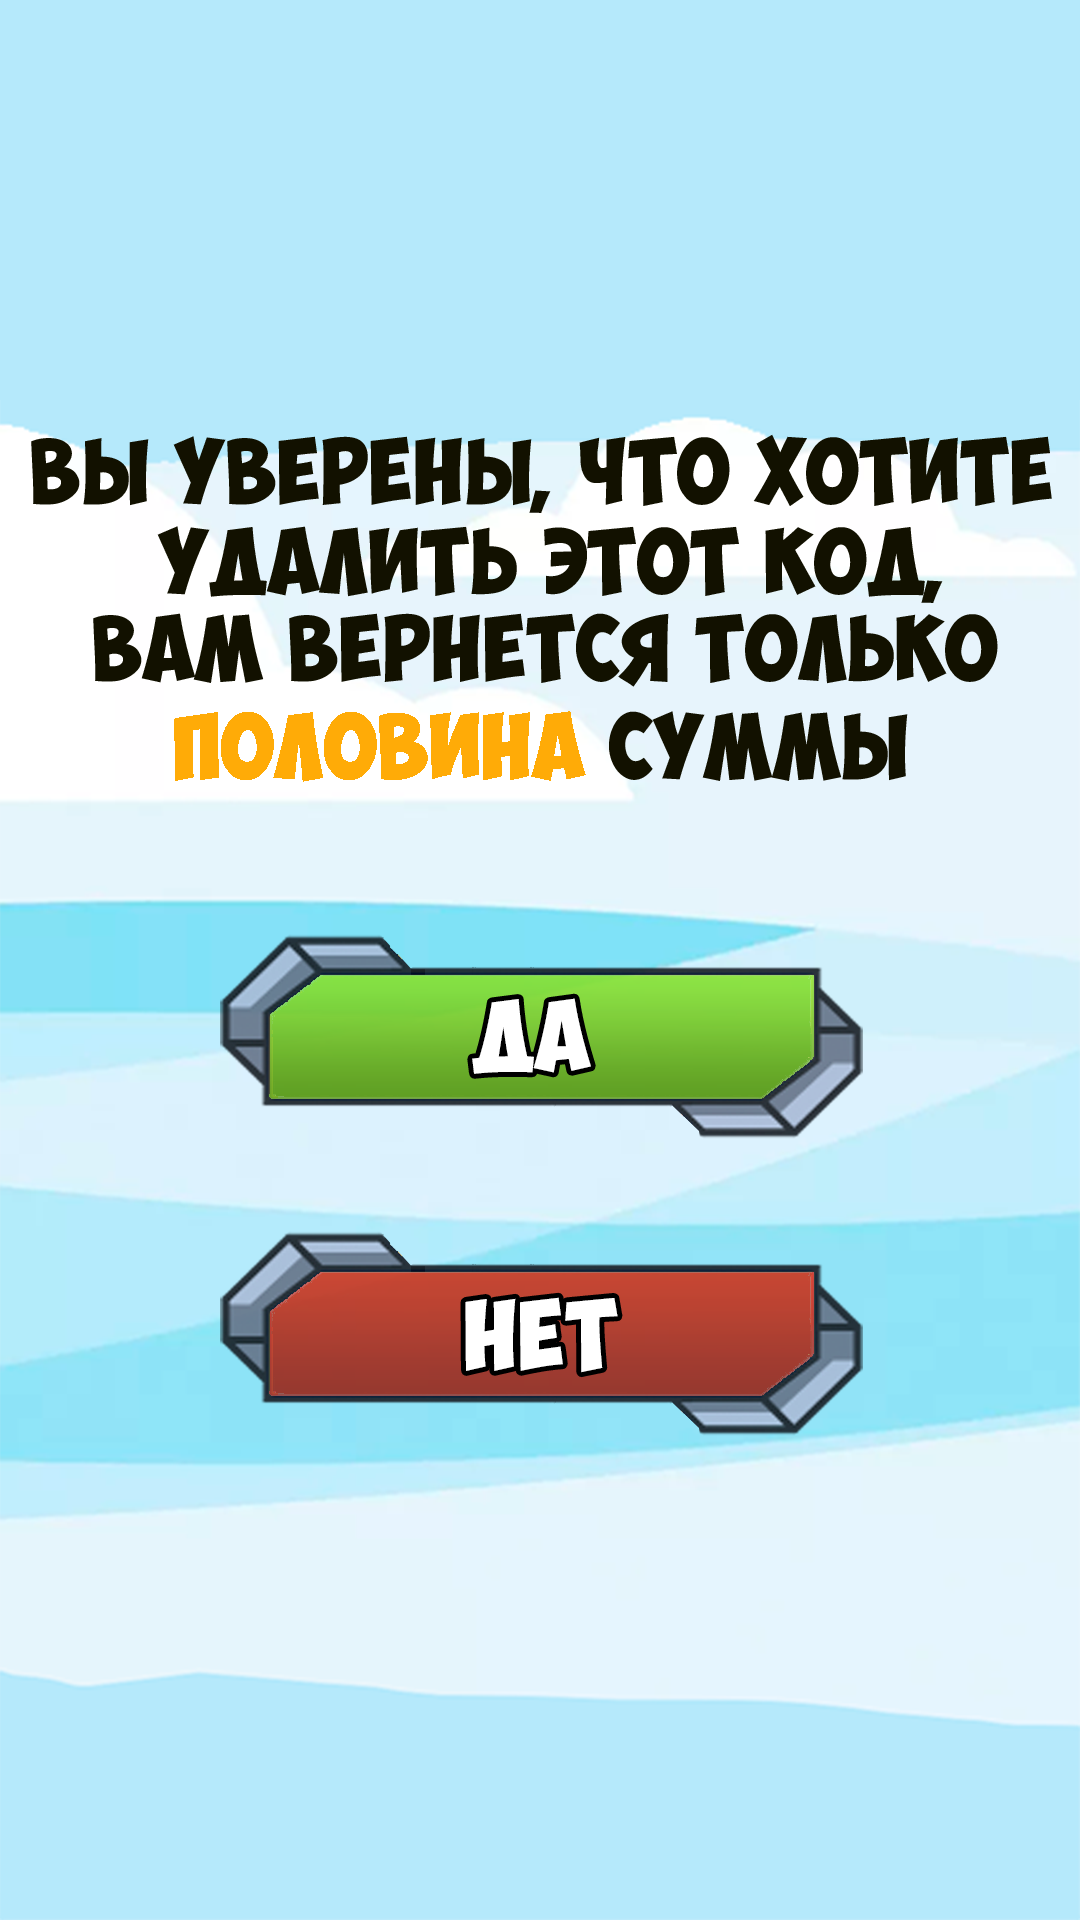 ВЫ УВЕРЕНЫ, ЧТО ХОТИТЕ
УДАЛИТЬ ЭТОТ КОД,
ВАМ ВЕРНЕТСЯ ТОЛЬКО
ПОЛОВИНА СУММЫ
ДА
НЕТ